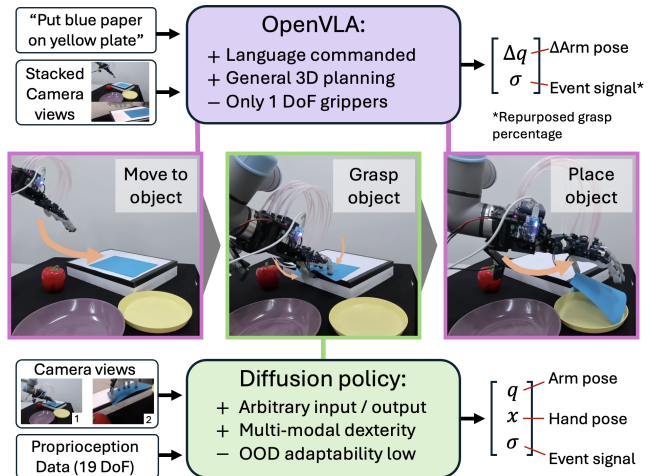 "Put blue paper
on yellow plate"
Stacked
Camera
views
OpenVLA:
+ Language commanded
+ General 3D planning
− Only 1 DoF grippers
Δq
σ
ΔArm pose
Event signal*
*Repurposed grasp
percentage
Move to
object
Grasp
object
Place
object
Camera views
1
2
Proprioception
Data (19 DoF)
Diffusion policy:
+ Arbitrary input / output
+ Multi-modal dexterity
− OOD adaptability low
q
x
σ
Arm pose
Hand pose
Event signal